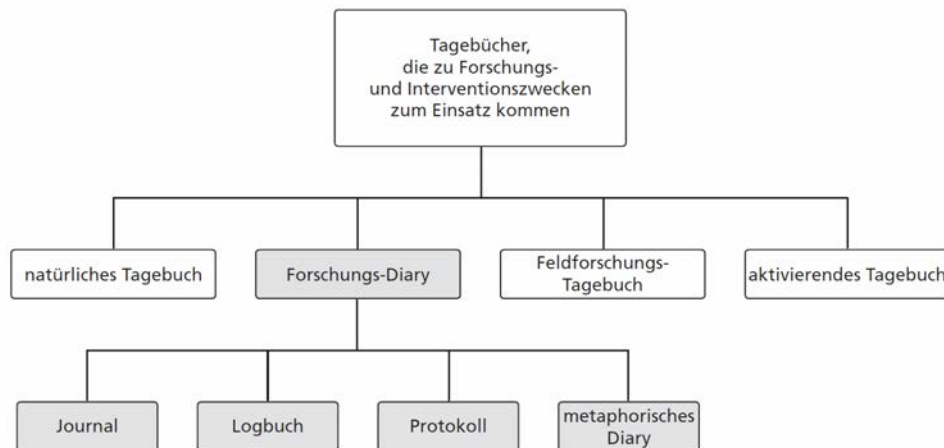 Tagebücher,
die zu Forschungs-
und Interventionszwecken
zum Einsatz kommen
natürliches Tagebuch
Forschungs-Diary
Feldforschungs-
Tagebuch
aktivierendes Tagebuch
Journal
Logbuch
Protokoll
metaphorisches
Diary